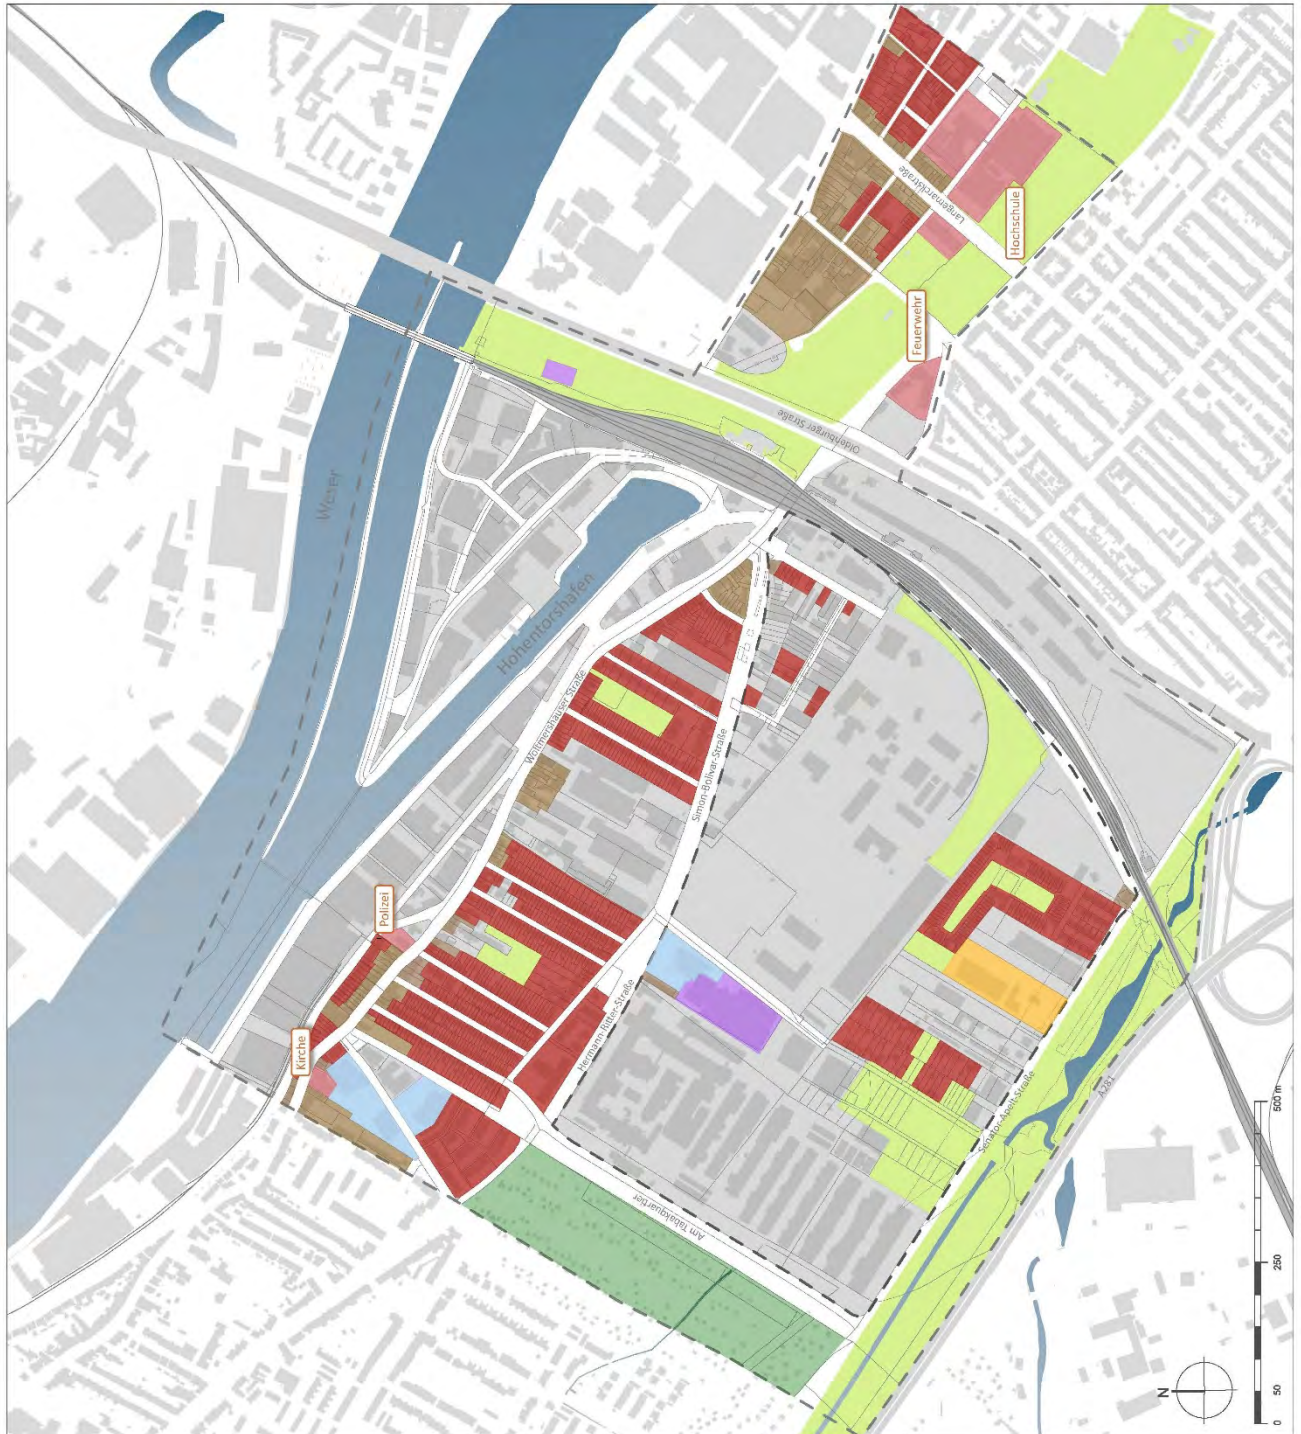 Weser
Hohentorshafen
Woltmershauser Straße
Simon-Bolivar-Straße
Hermann-Ritter-Straße
Am Tabakquartier
Senator-Apelt-Straße
A281
Oldenburger Straße
Langemarckstraße
Hochschule
Feuerwehr
Polizei
Kirche
N
0
50
250
500 m